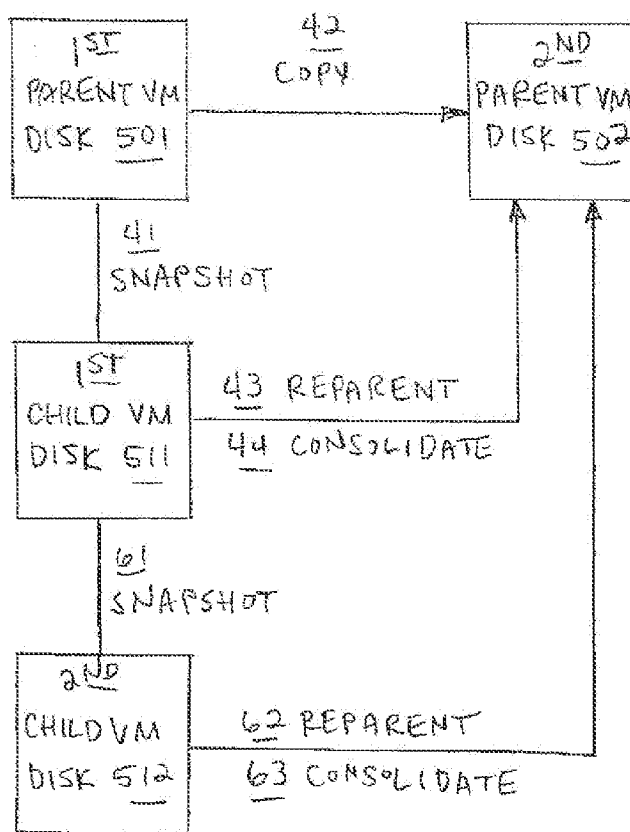 1ST
PARENT VM
DISK 501
42
COPY
2ND
PARENT VM
DISK 502
41
SNAPSHOT
1ST
CHILD VM
DISK 511
43 REPARENT
44 CONSOLIDATE
61
SNAPSHOT
2ND
CHILD VM
DISK 512
62 REPARENT
63 CONSOLIDATE